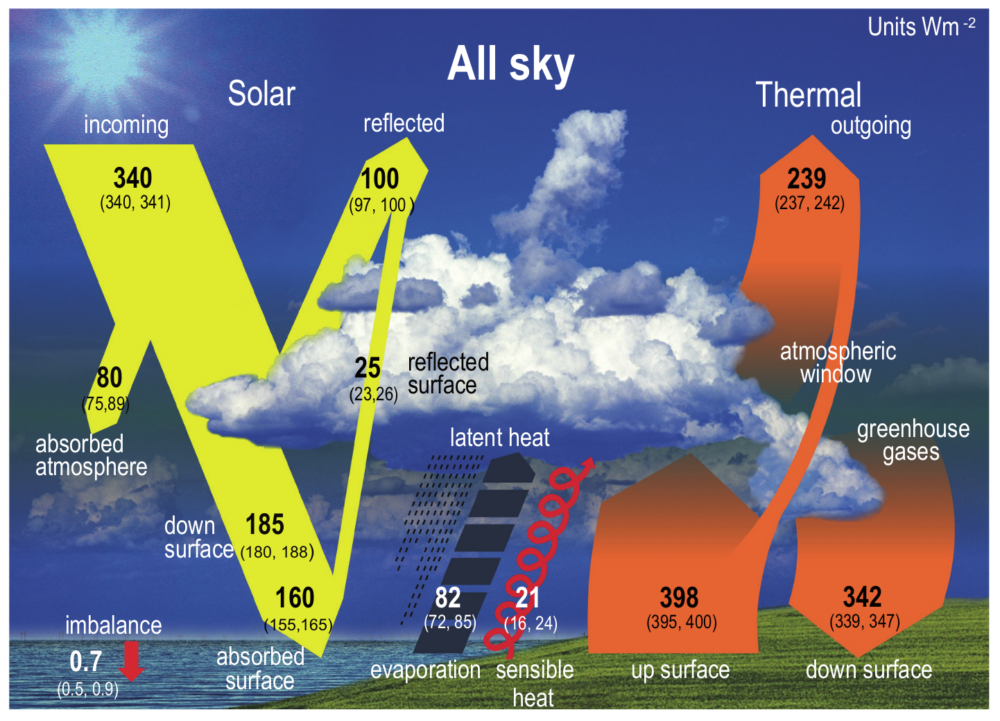 Units Wm⁻²
All sky
Solar
Thermal
incoming
reflected
outgoing
340
(340, 341)
100
(97, 100 )
239
(237, 242)
80
(75,89)
absorbed
atmosphere
25
(23,26)
reflected
surface
atmospheric
window
greenhouse
gases
latent heat
down
surface
185
(180, 188)
160
(155,165)
absorbed
surface
82
(72, 85)
evaporation
21
(16, 24)
sensible
heat
398
(395, 400)
up surface
342
(339, 347)
down surface
imbalance
0.7
(0.5, 0.9)